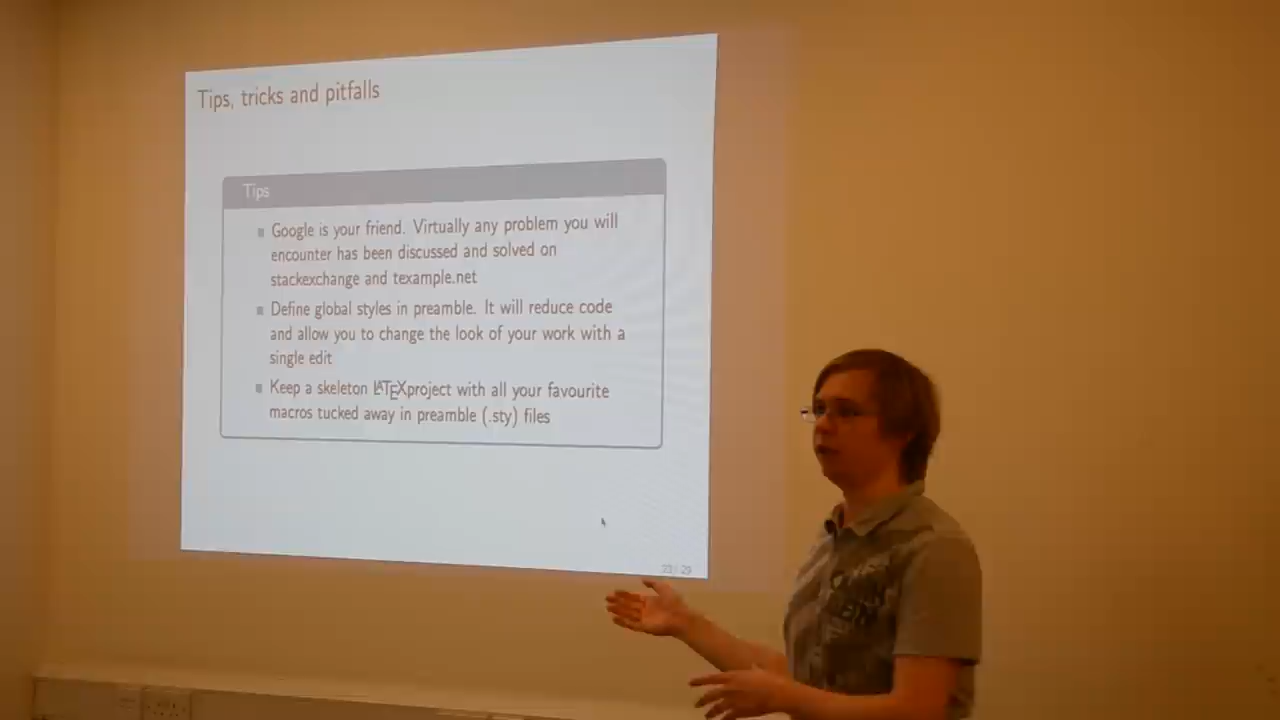 Tips, tricks and pitfalls
Tips
Google is your friend. Virtually any problem you will
encounter has been discussed and solved on
stackexchange and texample.net
Define global styles in preamble. It will reduce code
and allow you to change the look of your work with a
single edit
Keep a skeleton LATEXproject with all your favourite
macros tucked away in preamble (.sty) files
29